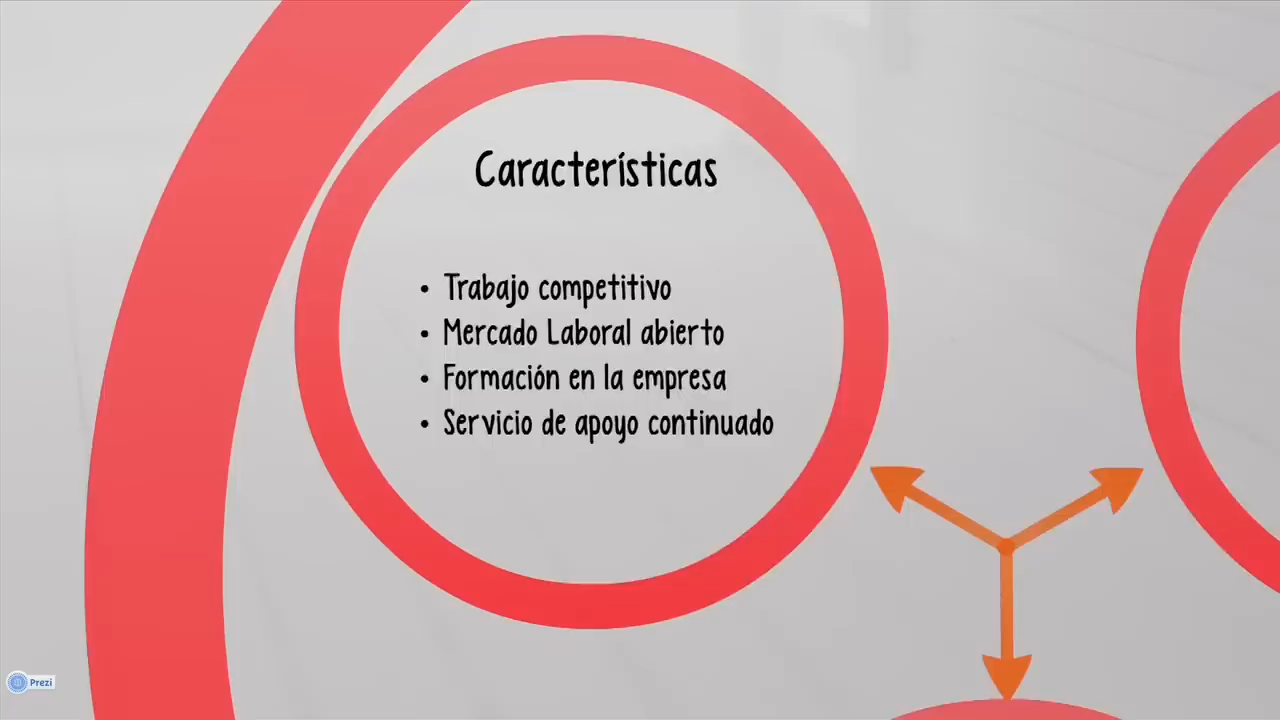 Características
• Trabajo competitivo
• Mercado Laboral abierto
• Formación en la empresa
• Servicio de apoyo continuado
Prezi